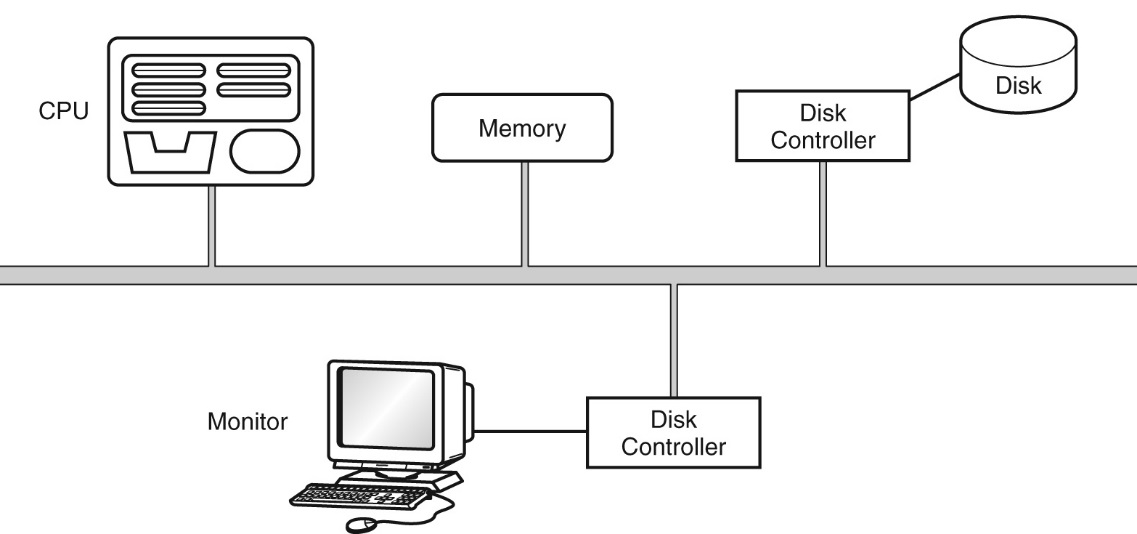 CPU
Memory
Disk
Controller
Disk
Monitor
Disk
Controller